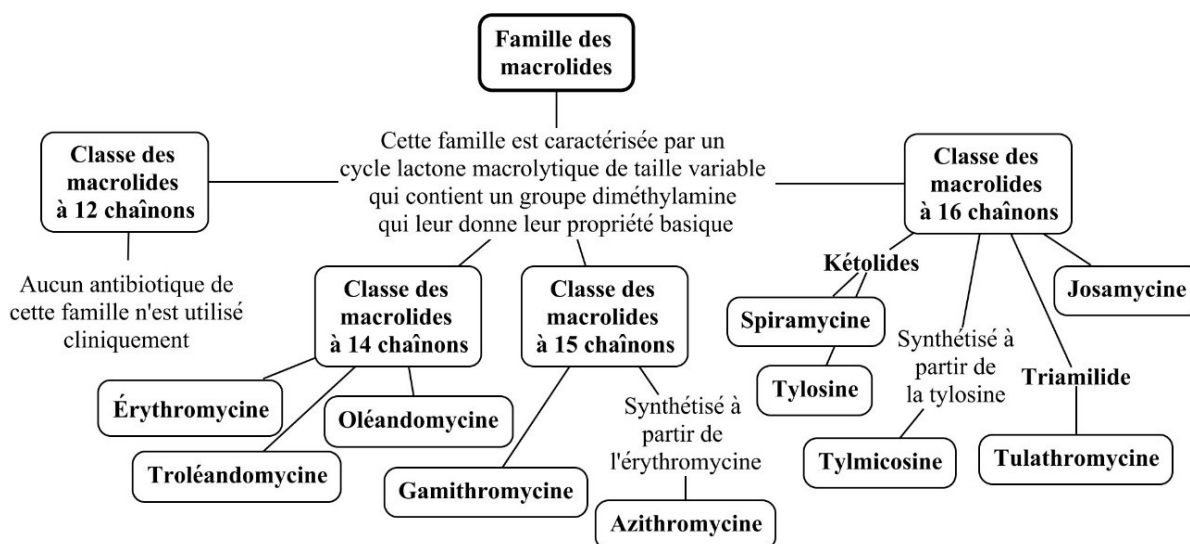 Famille des
macrolides
Cette famille est caractérisée par un
cycle lactone macrolytique de taille variable
qui contient un groupe diméthylamine
qui leur donne leur propriété basique
Classe des
macrolides
à 12 chaînons
Aucun antibiotique de
cette famille n'est utilisé
cliniquement
Classe des
macrolides
à 14 chaînons
Érythromycine
Troléandomycine
Oléandomycine
Classe des
macrolides
à 15 chaînons
Gamithromycine
Synthétisé à
partir de
l'érythromycine
Azithromycine
Classe des
macrolides
à 16 chaînons
Kétolides
Spiramycine
Tylosine
Synthétisé à
partir de
la tylosine
Tylmicosine
Triamilide
Tulathromycine
Josamycine